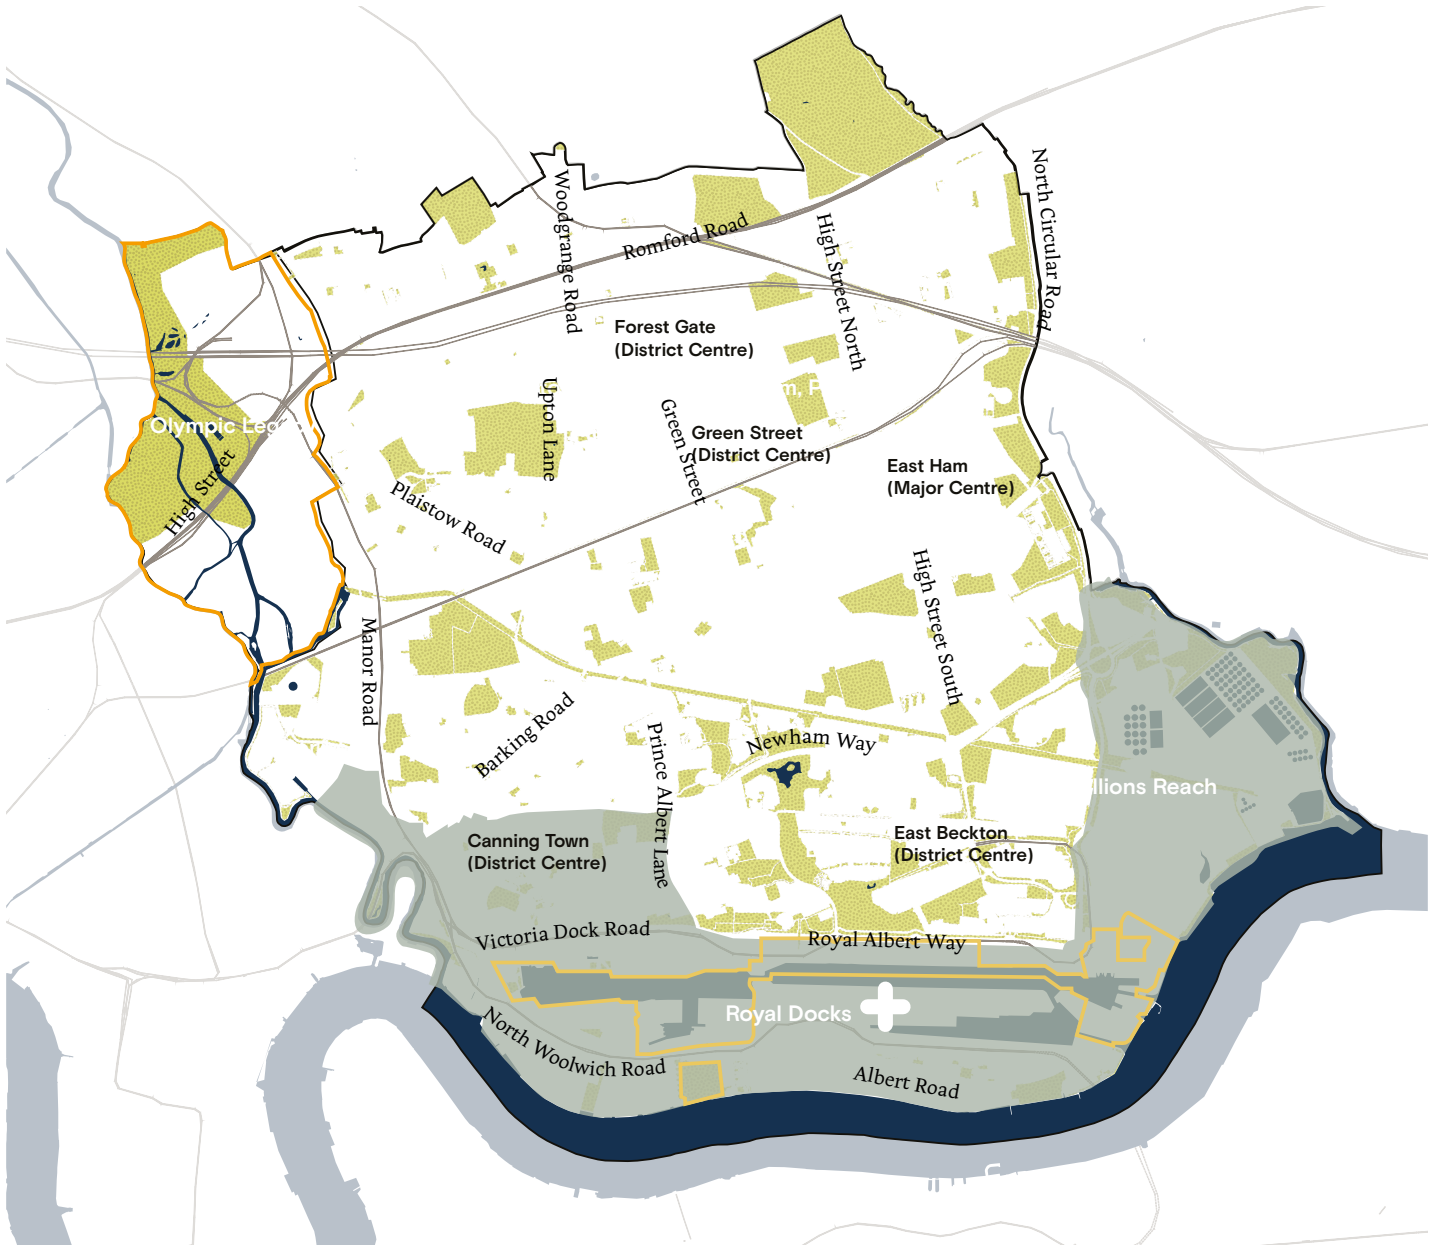 North Circular Road
Woodgrange Road
Romford Road
High Street North
Forest Gate
(District Centre)
Upton Lane
Green Street
Green Street
(District Centre)
Olympic
High Street
East Ham
(Major Centre)
Plaistow Road
High Street South
Manor Road
Barking Road
Prince Albert Lane
Newham Way
Reach
Canning Town
(District Centre)
East Beckton
(District Centre)
Victoria Dock Road
Royal Albert Way
Royal Docks
North Woolwich Road
Albert Road